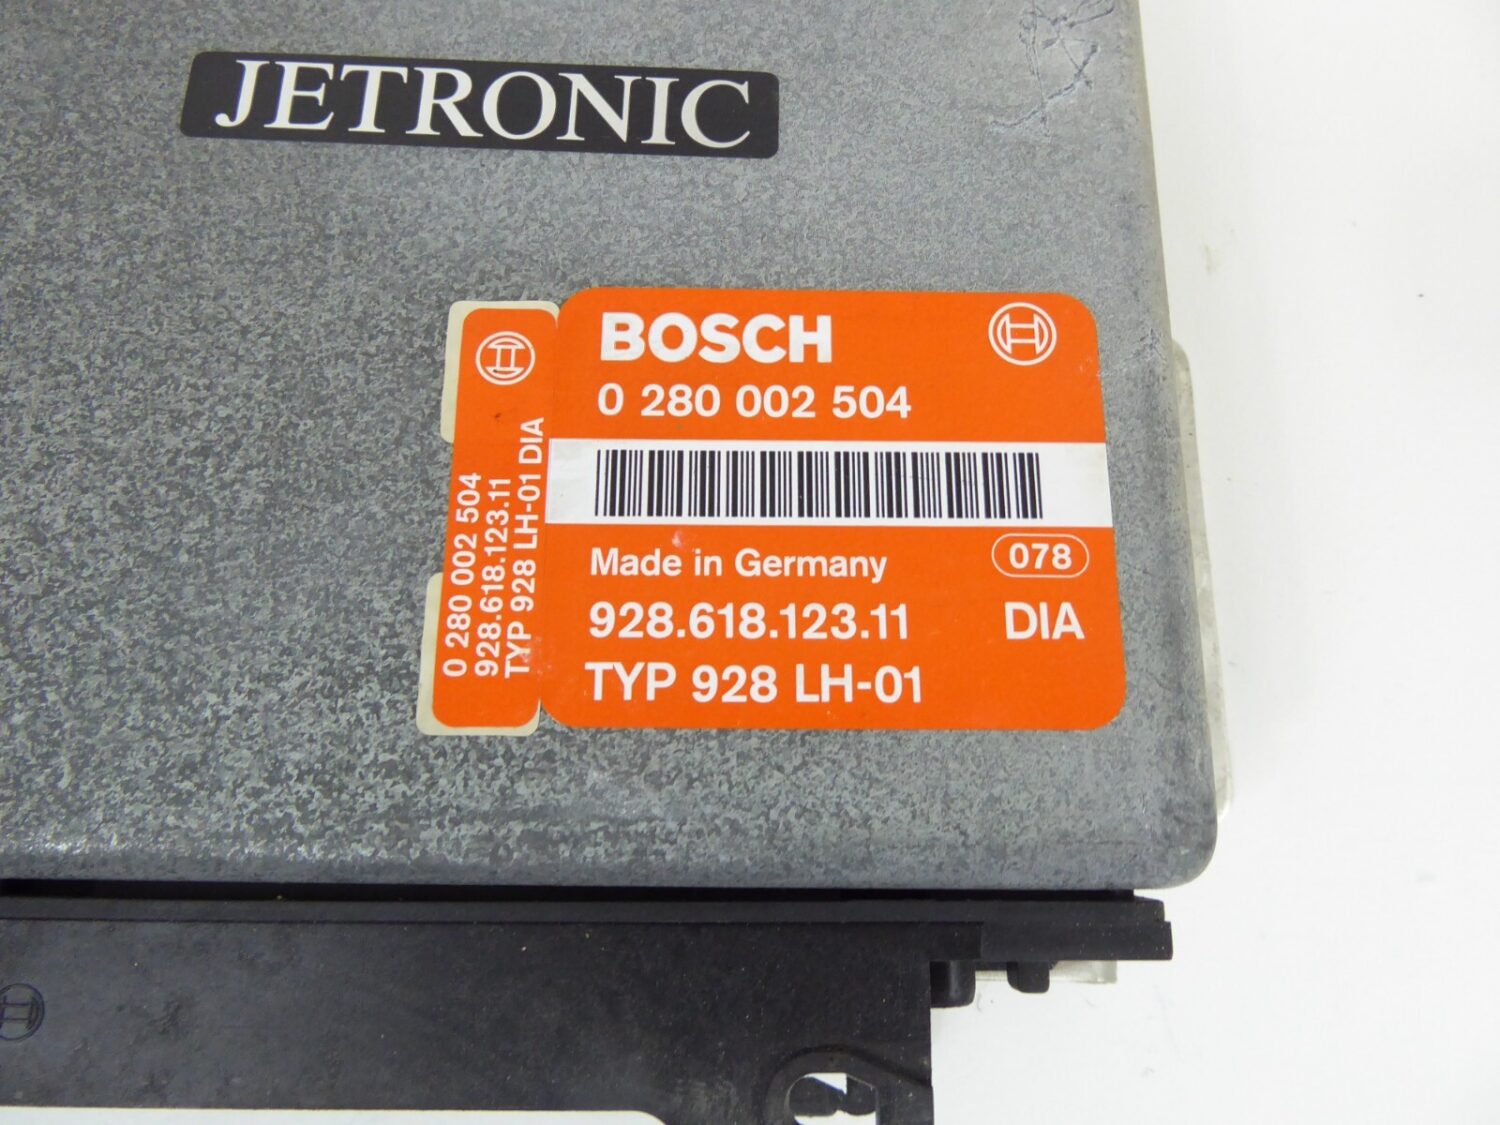 JETRONIC
0 280 002 504
928.618.123.11
TYP 928 LH-01 DIA
BOSCH
0 280 002 504
Made in Germany 078
928.618.123.11 DIA
TYP 928 LH-01